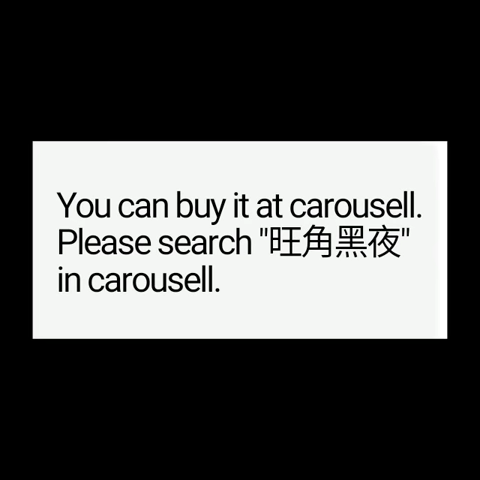 You can buy it at carousell.
Please search "旺角黑夜"
in carousell.